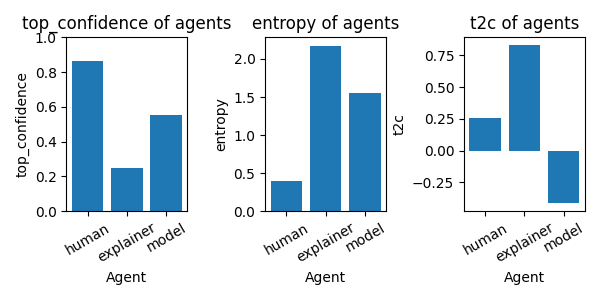 top_confidence of agents
top_confidence
1.0
0.8
0.6
0.4
0.2
0.0
human
explainer
model
Agent
entropy of agents
entropy
2.0
1.5
1.0
0.5
0.0
human
explainer
model
Agent
t2c of agents
t2c
0.75
0.50
0.25
0.00
−0.25
human
explainer
model
Agent